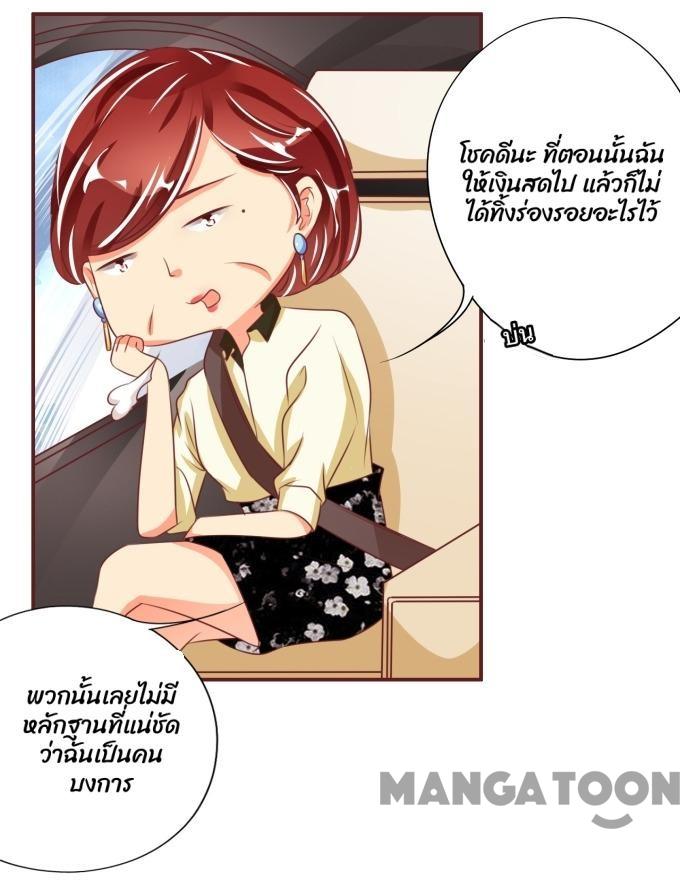 โชคดีนะ ที่ตอนนั้นฉัน
ให้เงินสดไป แล้วก็ไม่
ได้ทิ้งร่องรอยอะไรไว้
บ่น
พวกนั้นเลยไม่มี
หลักฐานที่แน่ชัด
ว่าฉันเป็นคน
บงการ
MANGATOON